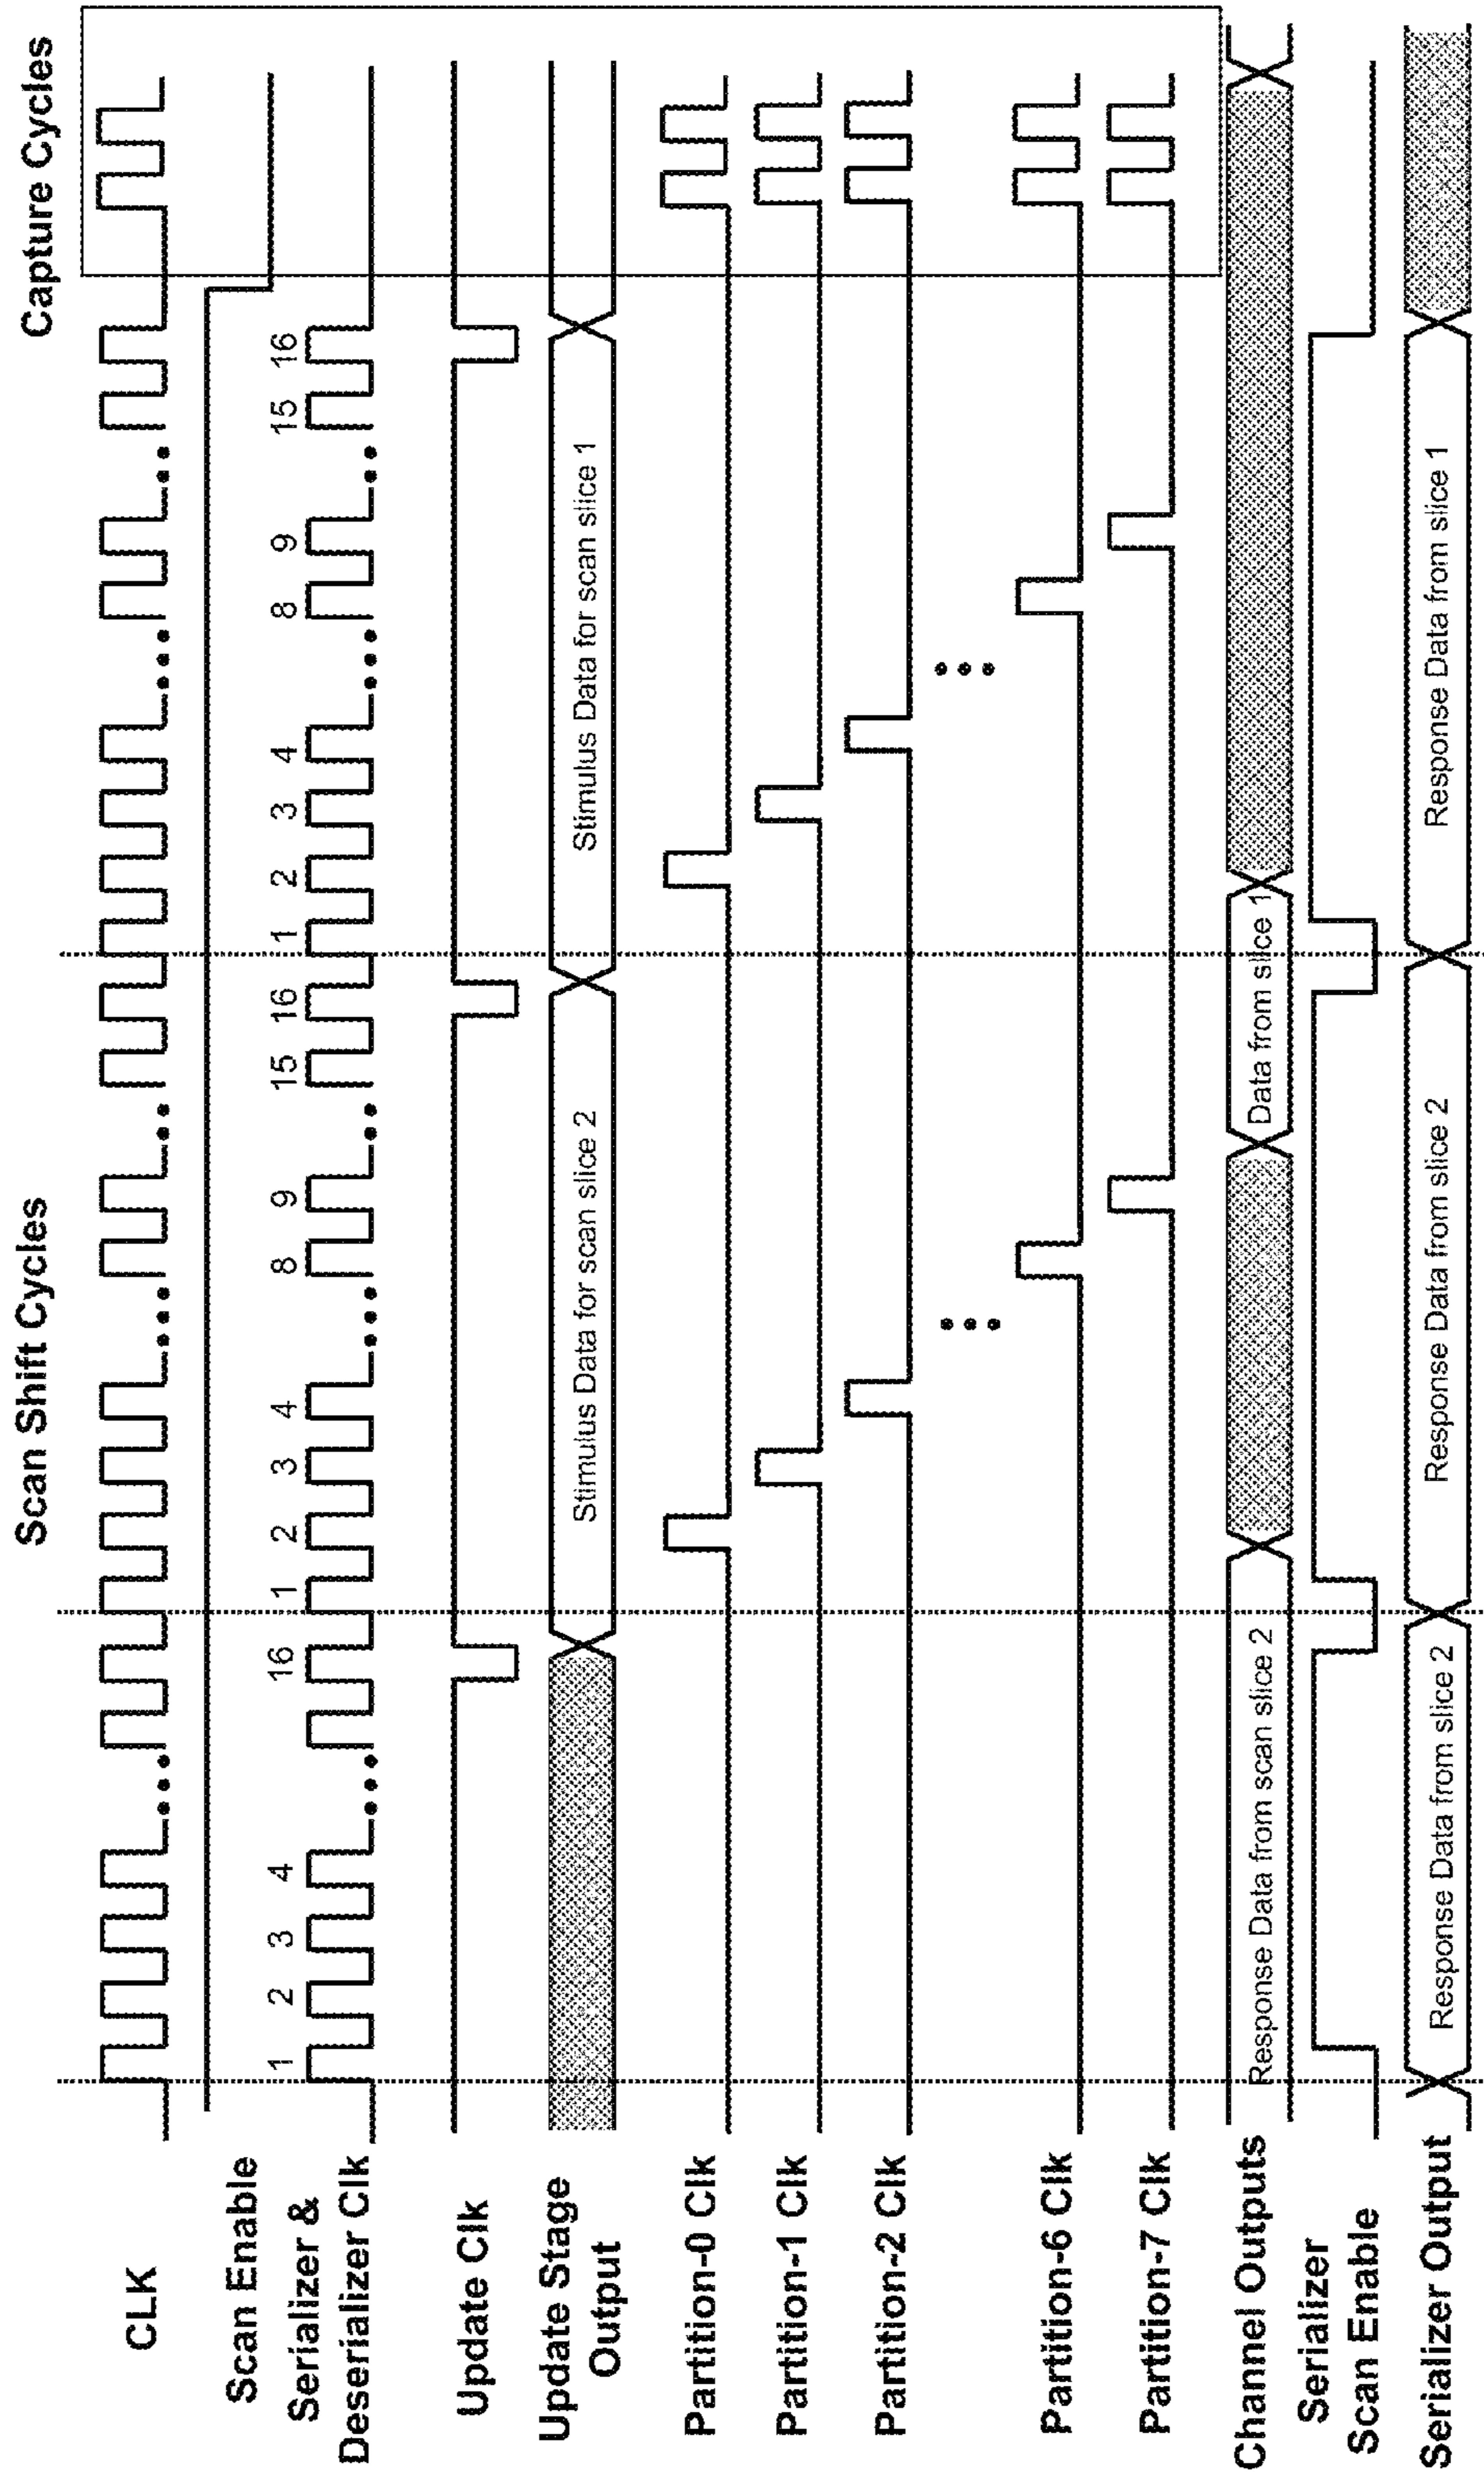 Scan Shift Cycles
Capture Cycles
CLK
Scan Enable
1 2 3 4 16 1 2 3 4 8 9 15 16 1 2 3 4 8 9 15 16
Serializer &
Deserializer Clk
Update Clk
Update Stage
Output
Stimulus Data for scan slice 2
Stimulus Data for scan slice 1
Partition-0 Clk
Partition-1 Clk
Partition-2 Clk
Partition-6 Clk
Partition-7 Clk
Channel Outputs
Response Data from scan slice 2
Data from slice 1
Serializer
Scan Enable
Serializer Output
Response Data from slice 2
Response Data from slice 2
Response Data from slice 1